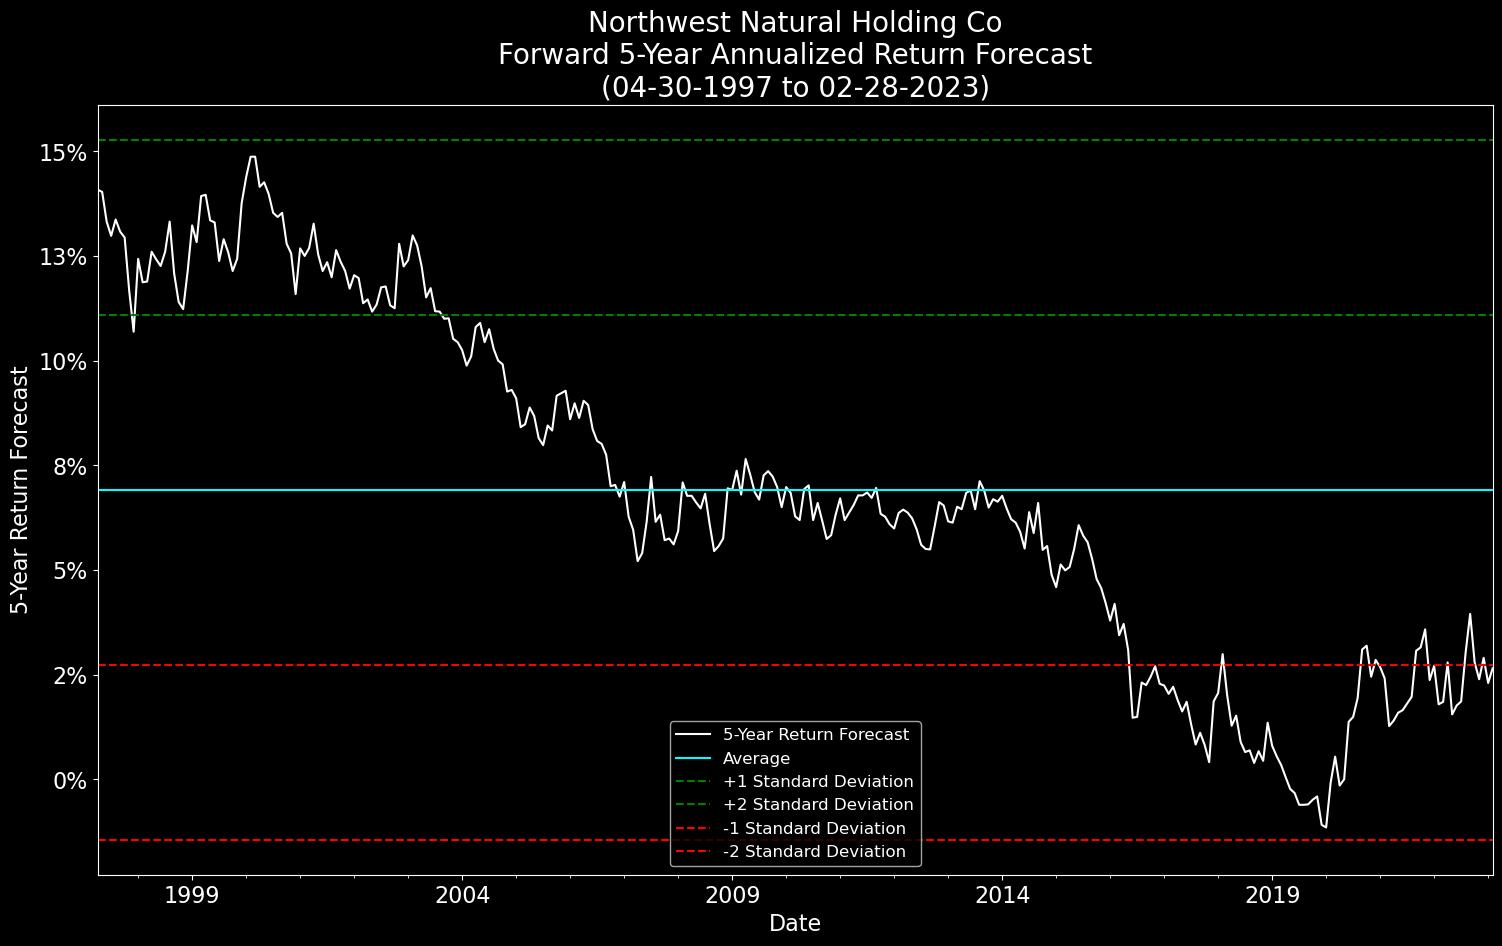 Northwest Natural Holding Co
Forward 5-Year Annualized Return Forecast
(04-30-1997 to 02-28-2023)
15%
13%
10%
8%
5%
2%
0%
5-Year Return Forecast
5-Year Return Forecast
Average
+1 Standard Deviation
+2 Standard Deviation
-1 Standard Deviation
-2 Standard Deviation
1999
2004
2009
2014
2019
Date